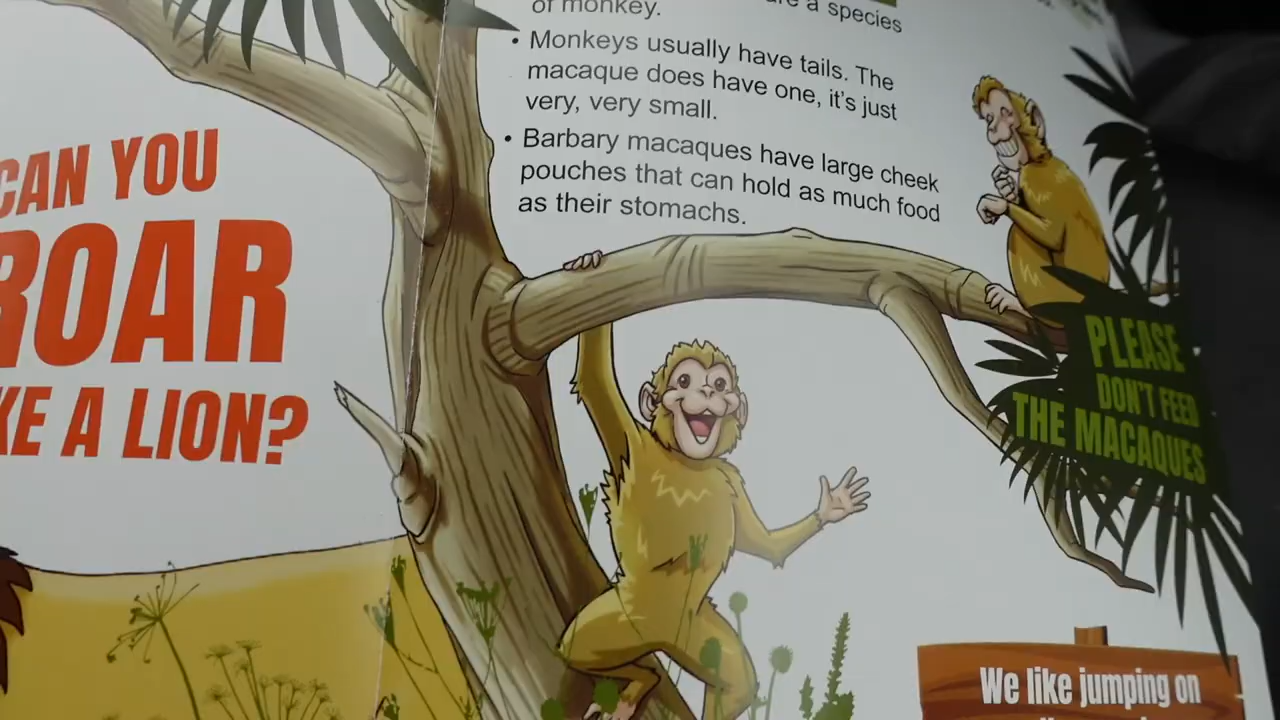 CAN YOU
ROAR
KE A LION?
a species
of monkey.
• Monkeys usually have tails. The
macaque does have one, it's just
very, very small.
• Barbary macaques have large cheek
pouches that can hold as much food
as their stomachs.
PLEASE
DON'T FEED
THE MACAQUES
We like jumping on